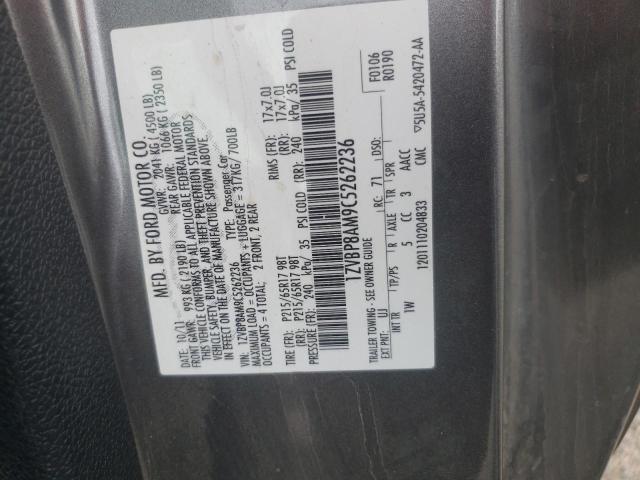 MFD. BY FORD MOTOR CO.
10/11 GVWR: 2041 KG ( 4500 LB)
FRONT GAWR: 993 KG ( 2190 LB) REAR GAWR: 1066 KG ( 2350 LB)
THIS VEHICLE CONFORMS TO ALL APPLICABLE FEDERAL MOTOR
VEHICLE SAFETY, BUMPER, AND THEFT PREVENTION STANDARDS
IN EFFECT ON THE DATE OF MANUFACTURE SHOWN ABOVE.
VIN: 1ZVBP8AM9C5262236 TYPE: Passenger Car
MAXIMUM LOAD = OCCUPANTS + LUGGAGE = 317KG/ 700LB
OCCUPANTS = 4 TOTAL; 2 FRONT, 2 REAR
TIRE (FR): P215/65R17 98T RIMS (FR): 17x7.0J
(RR): P215/65R17 98T (RR): 17x7.0J
PRESSURE (FR): 240 kPa/ 35 PSI COLD (RR): 240 kPa/ 35 PSI COLD
1ZVBP8AM9C5262236 F0106
R0190
TRAILER TOWING - SEE OWNER GUIDE
EXT PNT: UJ RC: 71 DSO:
INT TR TP/PS R AXLE TR SPR
1W 5 CC 3 AACC
1201110204833 CMC
5U5A-5420472-AA